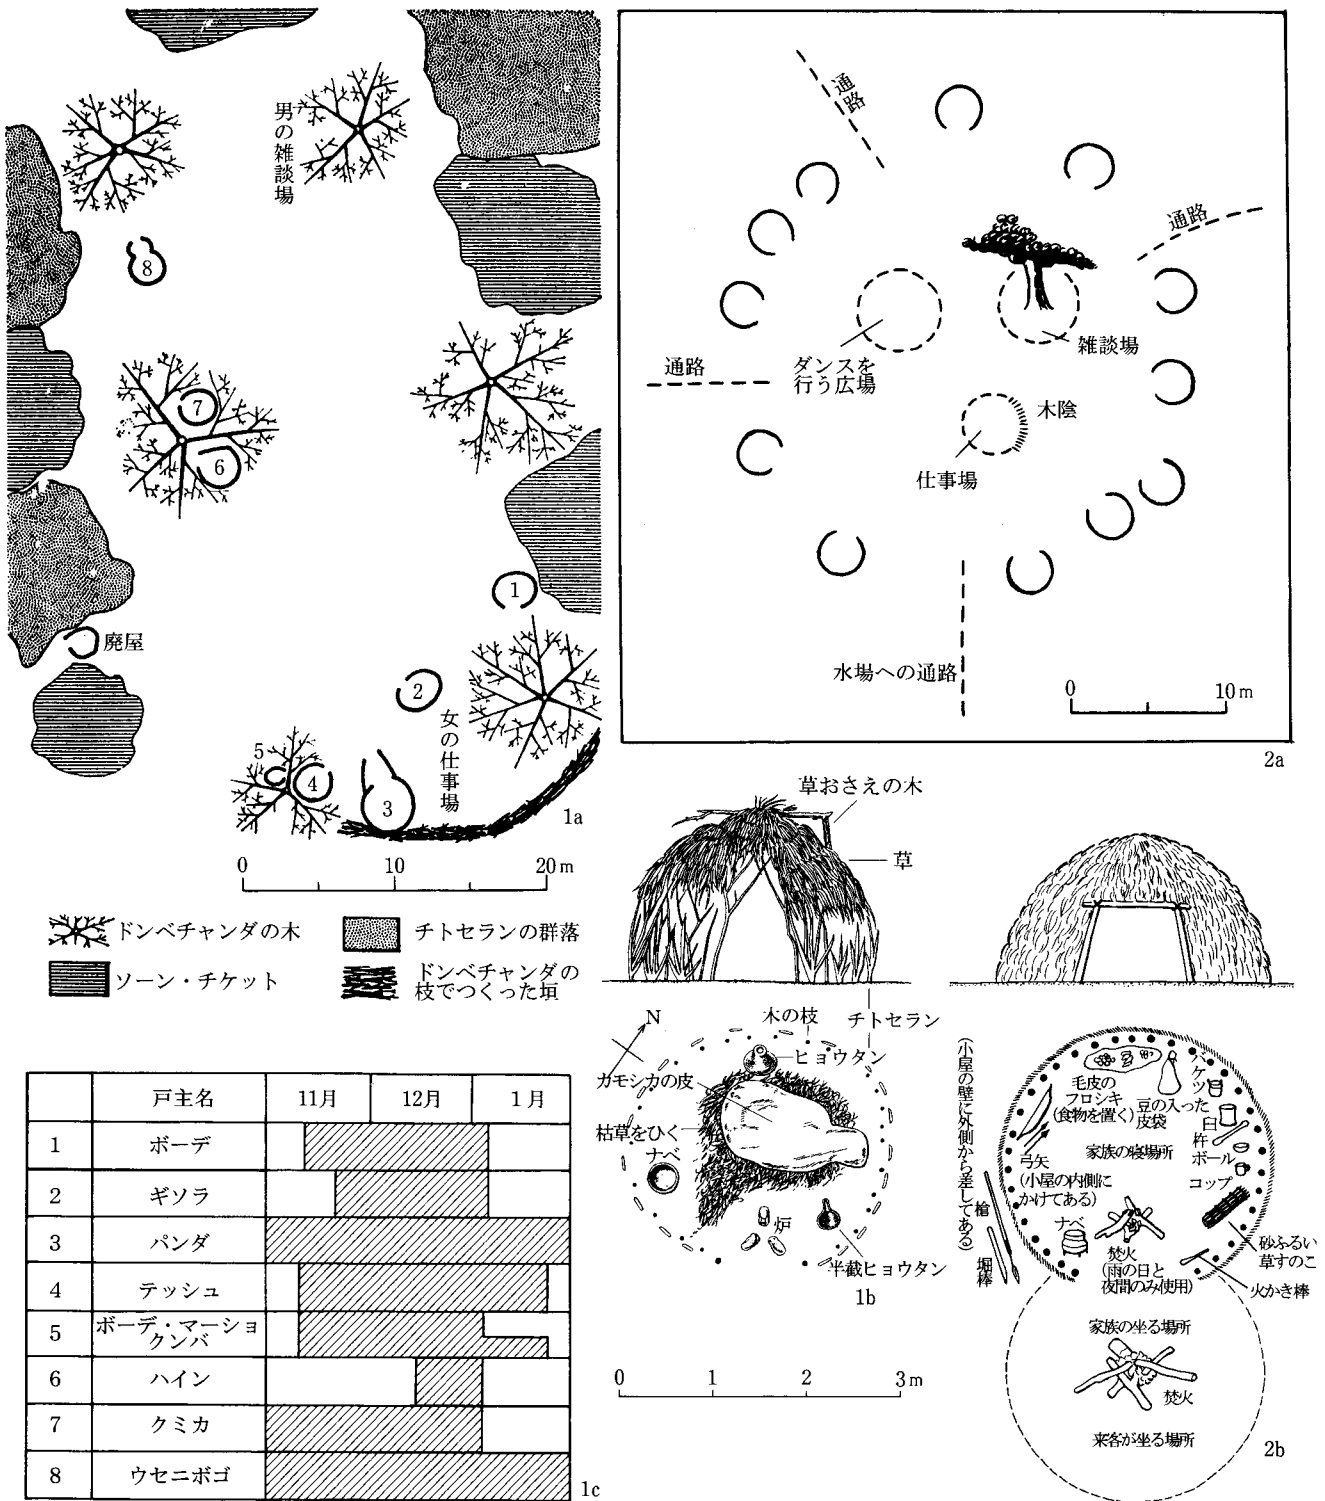 男の雑談場
8
7
6
1
廃屋
2
女の仕事場
5
4
3
1a
0 10 20m
ドンベチャンダの木
チトセランの群落
ソーン・チケット
ドンベチャンダの
枝でつくった垣
通路
通路
雑談場
通路
ダンスを
行う広場
木陰
仕事場
水場への通路
0 10m
2a
草おさえの木
草
N
木の枝
チトセラン
ヒョウタン
カモシカの皮
枯草をひく
ナベ
炉
半截ヒョウタン
1b
0 1 2 3m
(小屋の壁に外側から差してある)
槍
堀棒
毛皮の
フロシキ
(食物を置く)
豆の入った
皮袋
バケツ
臼
杵
ボール
コップ
家族の寝場所
弓矢
(小屋の内側に
かけてある)
ナベ
焚火
(雨の日と
夜間のみ使用)
砂ふるい
草すのこ
火かき棒
家族の坐る場所
焚火
来客が坐る場所
2b
戸主名 11月 12月 1月
1 ボーデ
2 ギソラ
3 パンダ
4 テッシュ
5 ボーデ・マーショ
クンバ
6 ハイン
7 クミカ
8 ウセニボゴ
1c